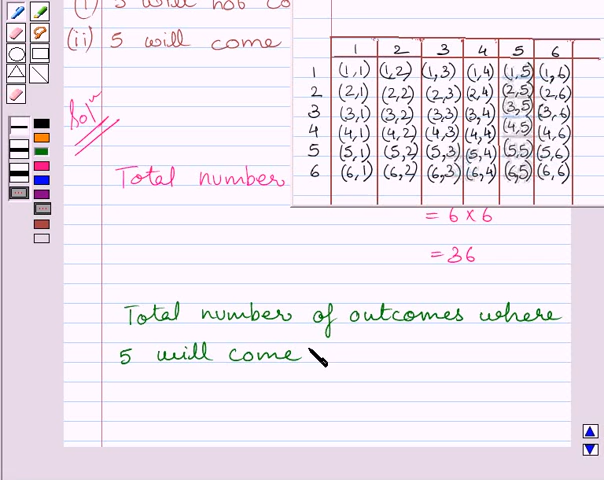 (i) 5 will not co
(ii) 5 will come
1 2 3 4 5 6
1 (1,1) (1,2) (1,3) (1,4) (1,5) (1,6)
2 (2,1) (2,2) (2,3) (2,4) (2,5) (2,6)
3 (3,1) (3,2) (3,3) (3,4) (3,5) (3,6)
4 (4,1) (4,2) (4,3) (4,4) (4,5) (4,6)
5 (5,1) (5,2) (5,3) (5,4) (5,5) (5,6)
6 (6,1) (6,2) (6,3) (6,4) (6,5) (6,6)
Solⁿ
Total number
= 6 × 6
= 36
Total number of outcomes where
5 will come